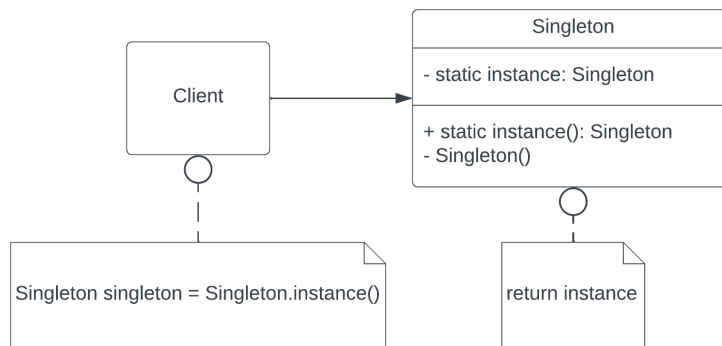 Singleton
- static instance: Singleton
Client
+ static instance(): Singleton
- Singleton()
Singleton singleton = Singleton.instance()
return instance